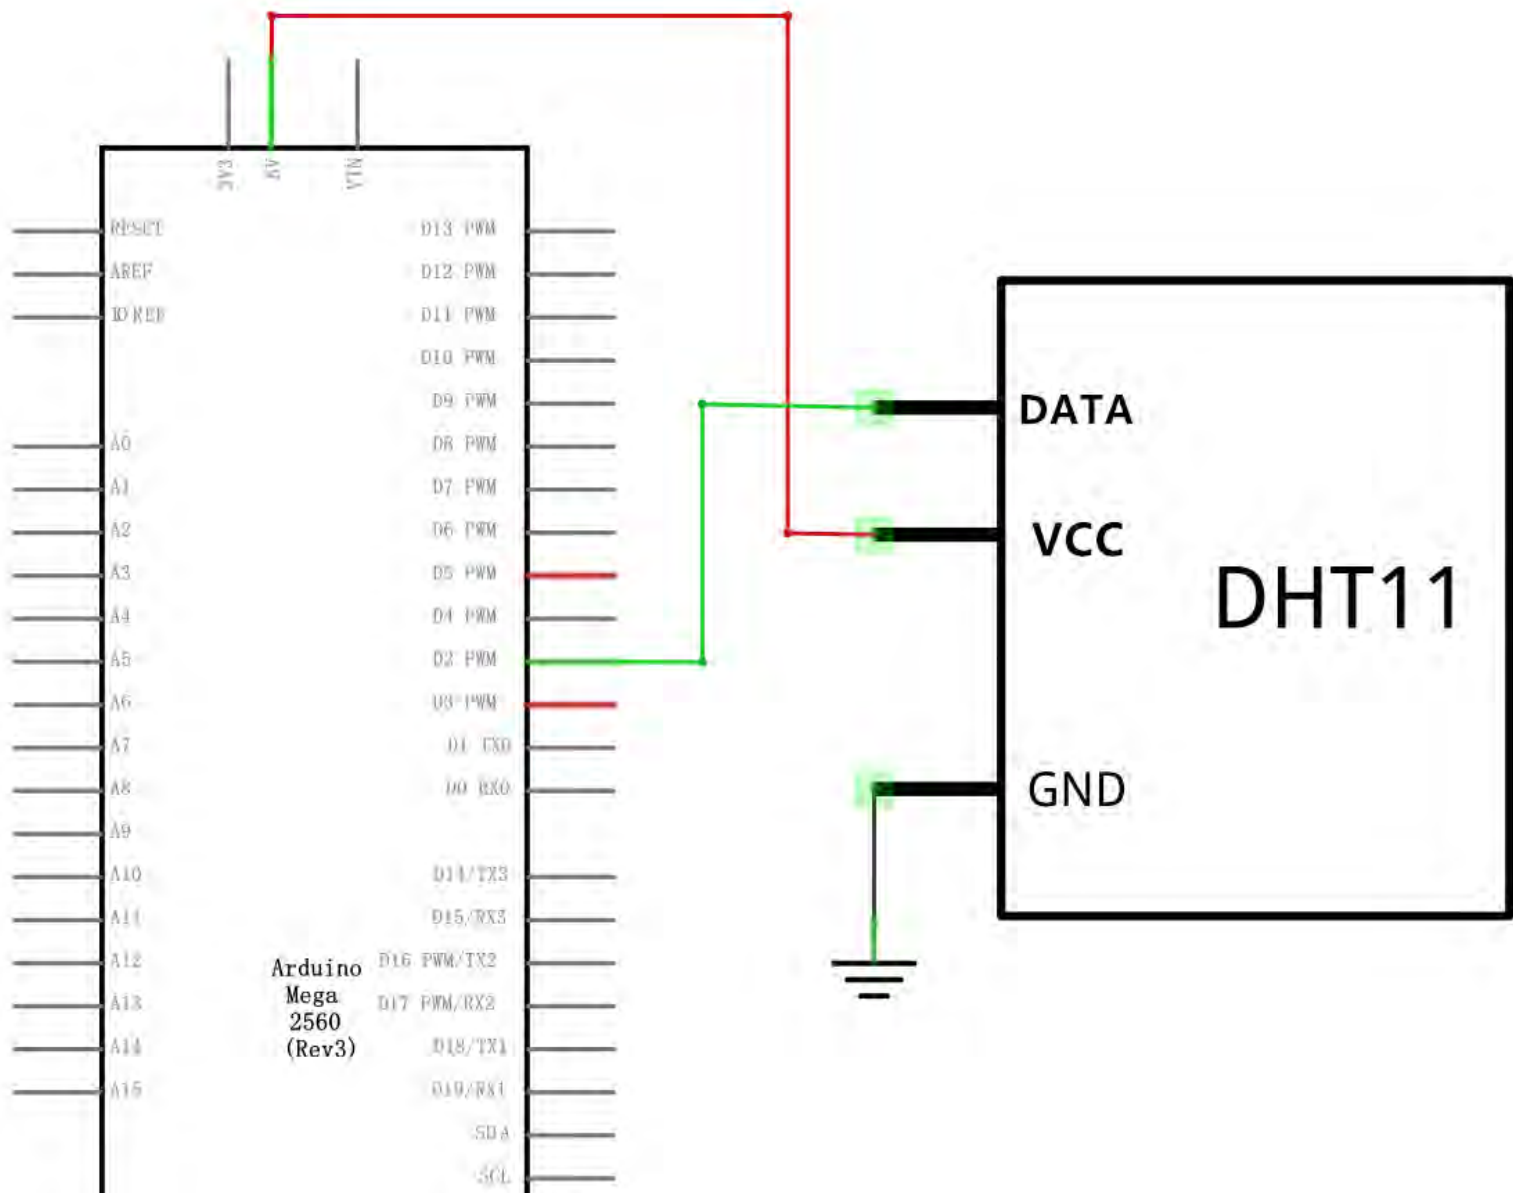 3V3 5V VIN
RESET
AREF
IOREF
A0
A1
A2
A3
A4
A5
A6
A7
A8
A9
A10
A11
A12
A13
A14
A15
Arduino
Mega
2560
(Rev3)
D13 PWM
D12 PWM
D11 PWM
D10 PWM
D9 PWM
D8 PWM
D7 PWM
D6 PWM
D5 PWM
D4 PWM
D2 PWM
D3 PWM
D1 TX0
D0 RX0
D14/TX3
D15/RX3
D16 PWM/TX2
D17 PWM/RX2
D18/TX1
D19/RX1
SDA
SCL
DATA
VCC
DHT11
GND